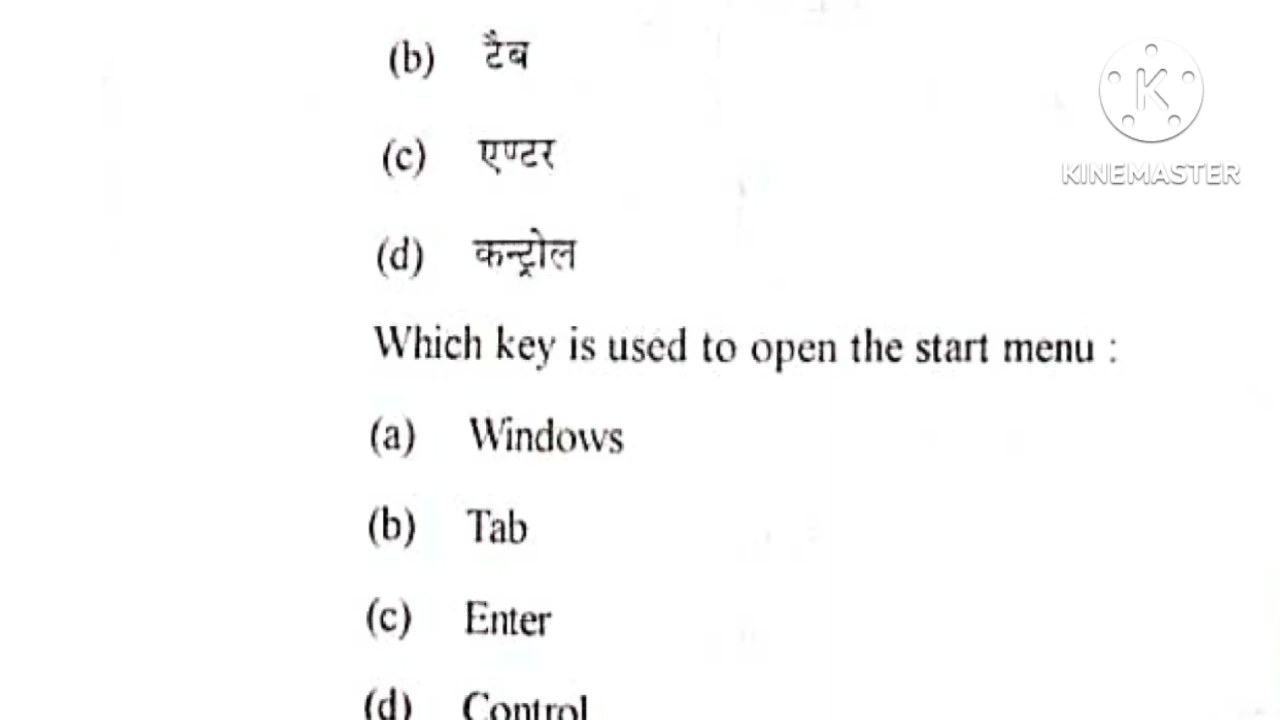 (b) टैब
(c) एण्टर
(d) कन्ट्रोल
Which key is used to open the start menu :
(a) Windows
(b) Tab
(c) Enter
(d) Control
K
KINEMASTER